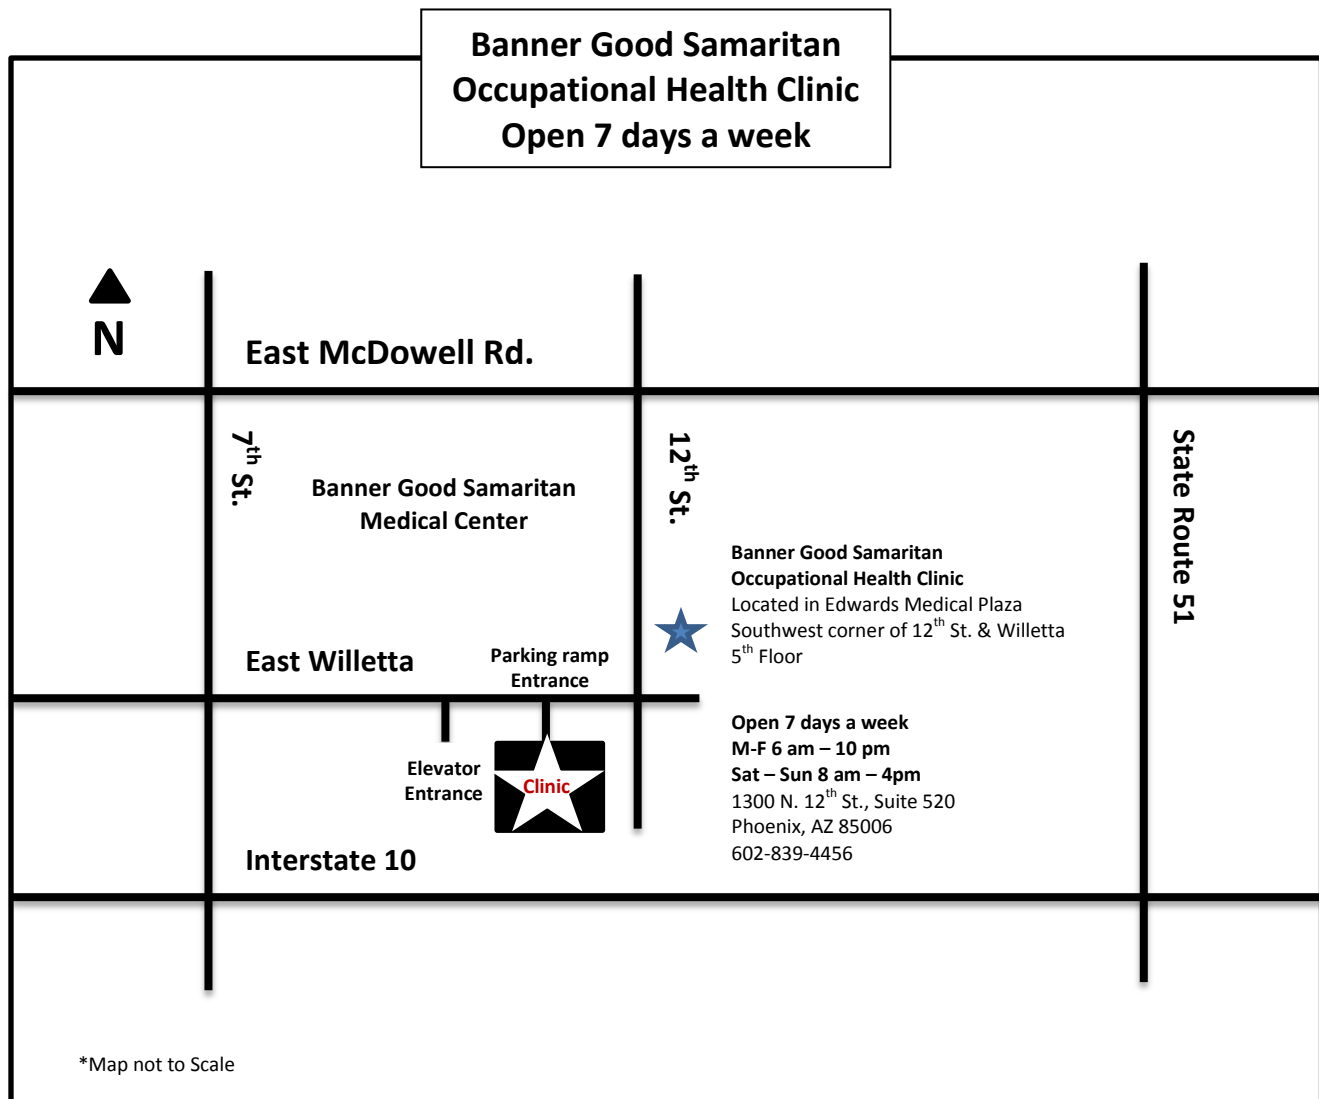 Banner Good Samaritan
Occupational Health Clinic
Open 7 days a week
N
East McDowell Rd.
7th St.
12th St.
State Route 51
Banner Good Samaritan
Medical Center
Banner Good Samaritan
Occupational Health Clinic
Located in Edwards Medical Plaza
Southwest corner of 12th St. & Willetta
5th Floor
East Willetta
Parking ramp
Entrance
Open 7 days a week
M-F 6 am – 10 pm
Sat – Sun 8 am – 4pm
1300 N. 12th St., Suite 520
Phoenix, AZ 85006
602-839-4456
Elevator
Entrance
Clinic
Interstate 10
*Map not to Scale